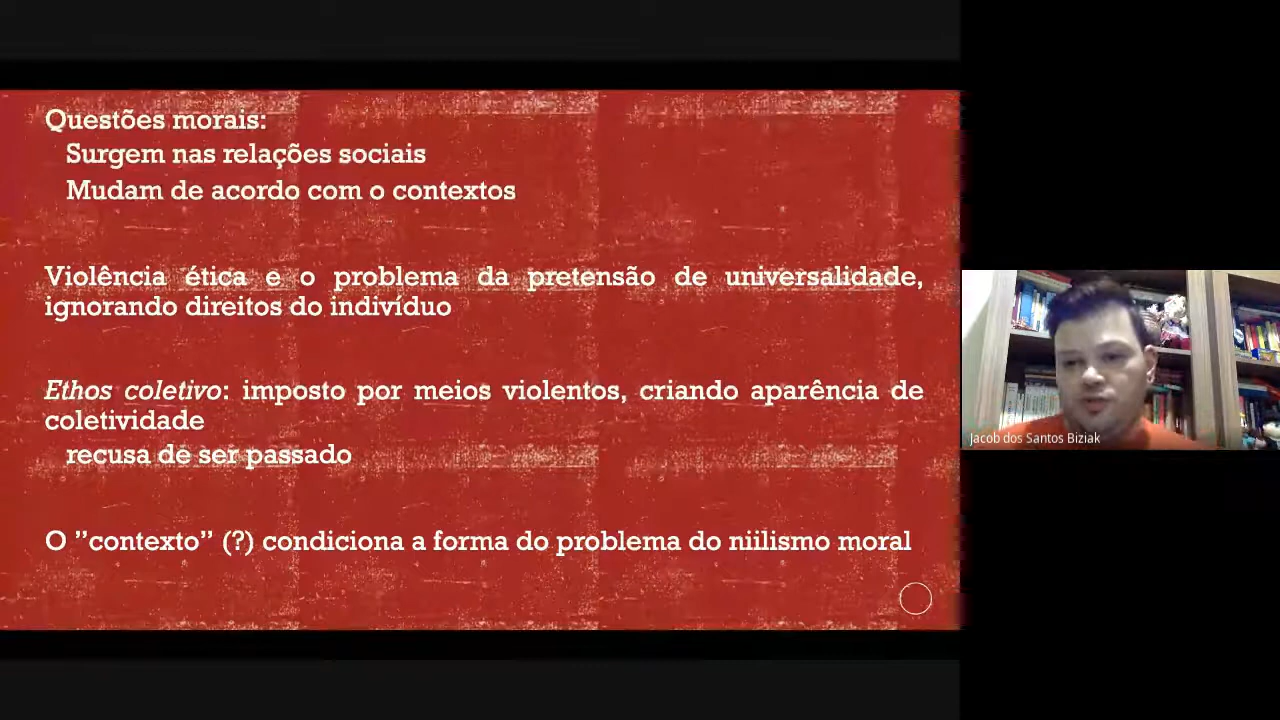 Questões morais:
Surgem nas relações sociais
Mudam de acordo com o contextos
Violência ética e o problema da pretensão de universalidade,
ignorando direitos do indivíduo
Ethos coletivo: imposto por meios violentos, criando aparência de
coletividade
recusa de ser passado
O ”contexto” (?) condiciona a forma do problema do niilismo moral
Jacob dos Santos Biziak